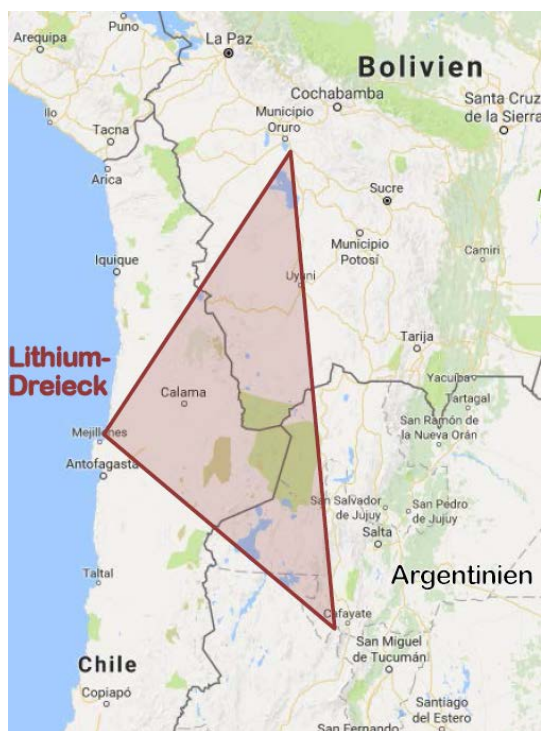 Puno
Arequipa
La Paz
Bolivien
Cochabamba
Santa Cruz
de la Sierra
Municipio
Oruro
Ilo
Tacna
Arica
Sucre
Municipio
Potosí
Iquique
Camiri
Uyuni
Tarija
Lithium-
Dreieck
Yacuiba
Calama
Tartagal
San Ramón de
la Nueva Orán
Mejillones
Antofagasta
San Salvador
de Jujuy
San Pedro
de Jujuy
Salta
Taltal
Argentinien
Cafayate
San Miguel
de Tucumán
Chile
Copiapó
Santiago
del Estero
San Fernando